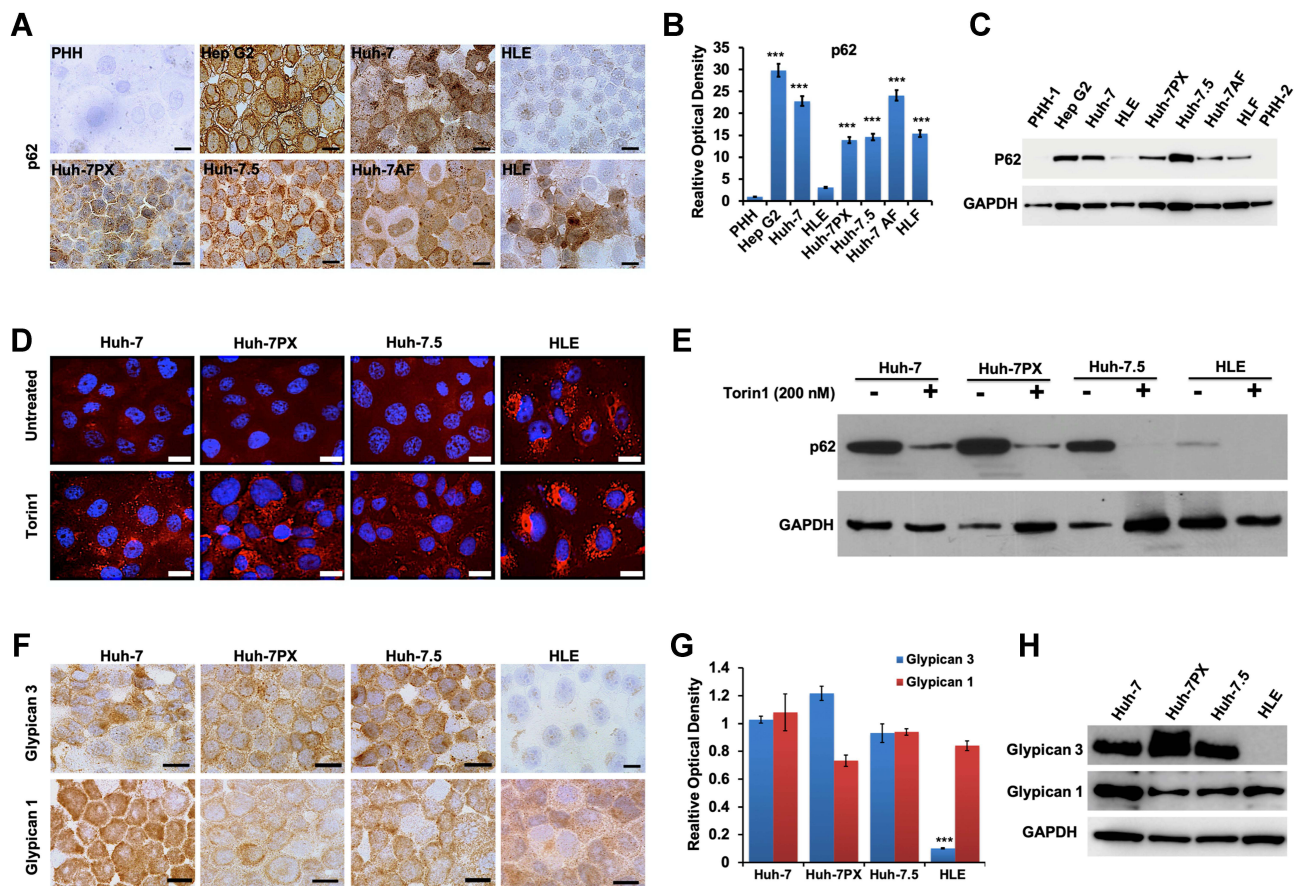 A
PHH
Hep G2
Huh-7
HLE
p62
Huh-7PX
Huh-7.5
Huh-7AF
HLF
B
p62
***
***
***
***
***
***
Realtive Optical Density
35
30
25
20
15
10
5
0
PHH
Hep G2
Huh-7
HLE
Huh-7PX
Huh-7.5
Huh-7 AF
HLF
C
PHH-1
Hep G2
Huh-7
HLE
Huh-7PX
Huh-7.5
Huh-7AF
HLF
PHH-2
P62
GAPDH
D
Huh-7
Huh-7PX
Huh-7.5
HLE
Untreated
Torin1
E
Huh-7
Huh-7PX
Huh-7.5
HLE
Torin1 (200 nM)
- + - + - + - +
p62
GAPDH
F
Huh-7
Huh-7PX
Huh-7.5
HLE
Glypican 3
Glypican 1
G
Glypican 3
Glypican 1
Realtive Optical Density
1.4
1.2
1
0.8
0.6
0.4
0.2
0
***
Huh-7
Huh-7PX
Huh-7.5
HLE
H
Huh-7
Huh-7PX
Huh-7.5
HLE
Glypican 3
Glypican 1
GAPDH